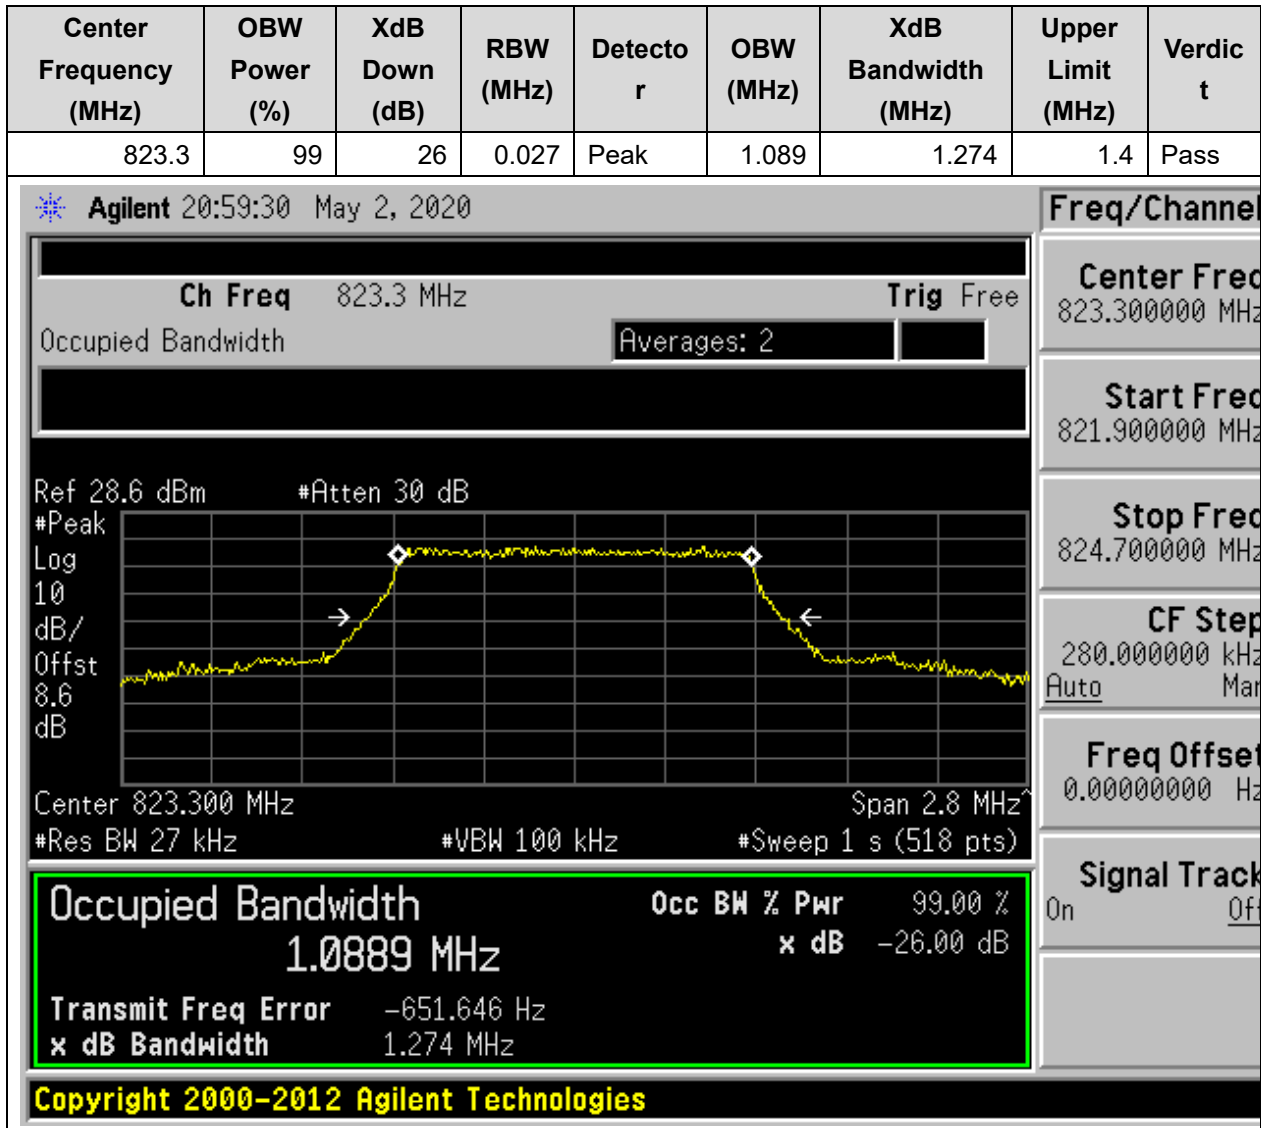 Center Frequency (MHz) OBW Power (%) XdB Down (dB) RBW (MHz) Detecto r OBW (MHz) XdB Bandwidth (MHz) Upper Limit (MHz) Verdic t
823.3 99 26 0.027 Peak 1.089 1.274 1.4 Pass
Agilent 20:59:30 May 2, 2020
Ch Freq 823.3 MHz Trig Free
Occupied Bandwidth Averages: 2
Ref 28.6 dBm #Atten 30 dB
#Peak
Log
10
dB/
Offst
8.6
dB
Center 823.300 MHz Span 2.8 MHz^
#Res BW 27 kHz #VBW 100 kHz #Sweep 1 s (518 pts)
Occupied Bandwidth Occ BW % Pwr 99.00 %
1.0889 MHz x dB -26.00 dB
Transmit Freq Error -651.646 Hz
x dB Bandwidth 1.274 MHz
Copyright 2000-2012 Agilent Technologies
Freq/Channel
Center Freq
823.300000 MHz
Start Freq
821.900000 MHz
Stop Freq
824.700000 MHz
CF Step
280.000000 kHz
Auto Man
Freq Offset
0.00000000 Hz
Signal Track
On Off